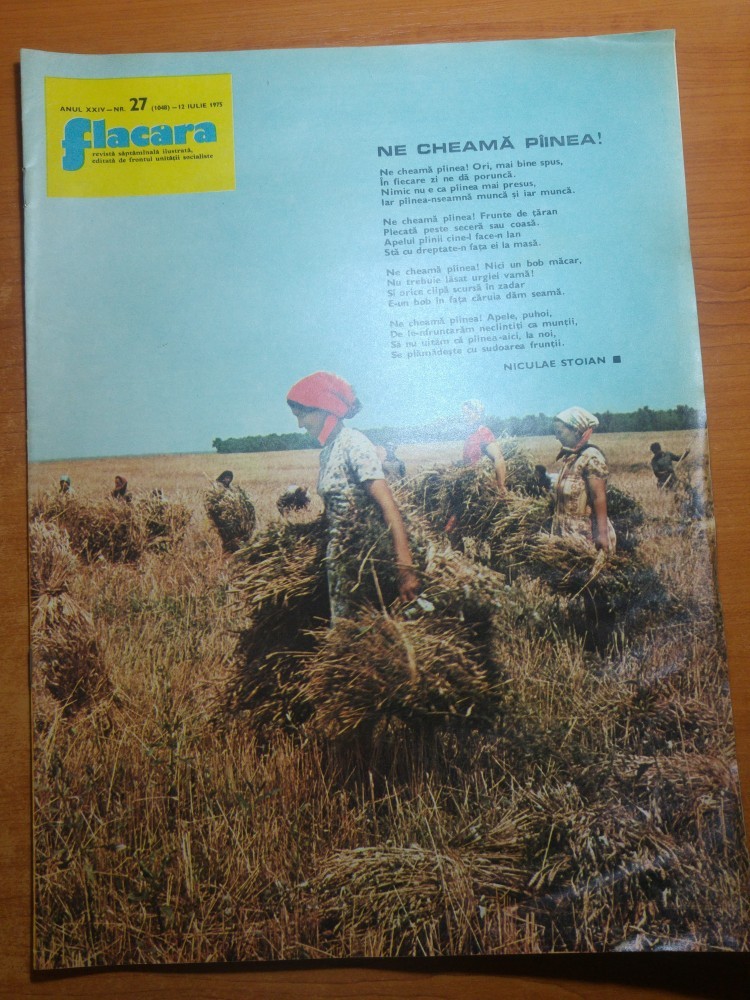 ANUL XXIV — NR. 27 (1048) — 12 IULIE 1975
flacăra
revistă săptămînală ilustrată,
editată de frontul unității socialiste
NE CHEAMĂ PÎINEA!
Ne cheamă pîinea! Ori, mai bine spus,
În fiecare zi ne dă poruncă.
Nimic nu e ca pîinea mai presus,
Iar pîinea-nseamnă muncă și iar muncă.
Ne cheamă pîinea! Frunte de țăran
Plecată peste seceră sau coasă.
Apelul pîinii cine-l face-n lan
Stă cu dreptate-n fața ei la masă.
Ne cheamă pîinea! Nici un bob măcar,
Nu trebuie lăsat urgiei vamă!
Și orice clipă scursă în zadar
E-un bob în fața căruia dăm seamă.
Ne cheamă pîinea! Apele, puhoi,
De le-nfruntarăm neclintiți ca munții,
Să nu uităm că pîinea-aici, la noi,
Se plămădește cu sudoarea frunții.
NICULAE STOIAN